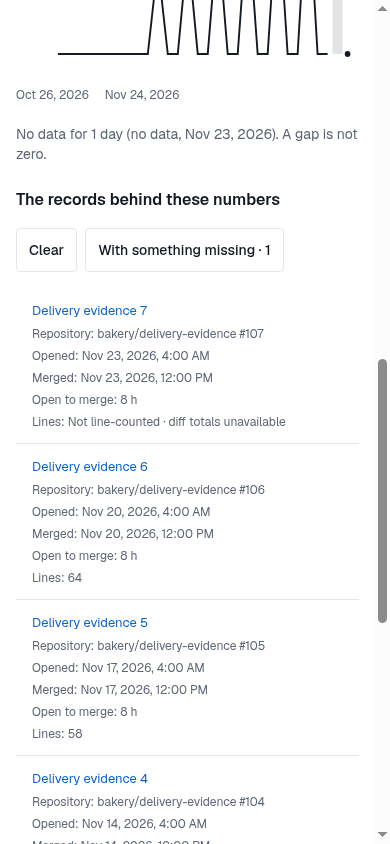 Oct 26, 2026 Nov 24, 2026
No data for 1 day (no data, Nov 23, 2026). A gap is not
zero.
The records behind these numbers
Clear With something missing · 1
Delivery evidence 7
Repository: bakery/delivery-evidence #107
Opened: Nov 23, 2026, 4:00 AM
Merged: Nov 23, 2026, 12:00 PM
Open to merge: 8 h
Lines: Not line-counted · diff totals unavailable
Delivery evidence 6
Repository: bakery/delivery-evidence #106
Opened: Nov 20, 2026, 4:00 AM
Merged: Nov 20, 2026, 12:00 PM
Open to merge: 8 h
Lines: 64
Delivery evidence 5
Repository: bakery/delivery-evidence #105
Opened: Nov 17, 2026, 4:00 AM
Merged: Nov 17, 2026, 12:00 PM
Open to merge: 8 h
Lines: 58
Delivery evidence 4
Repository: bakery/delivery-evidence #104
Opened: Nov 14, 2026, 4:00 AM
Merged: Nov 14, 2026, 12:00 PM